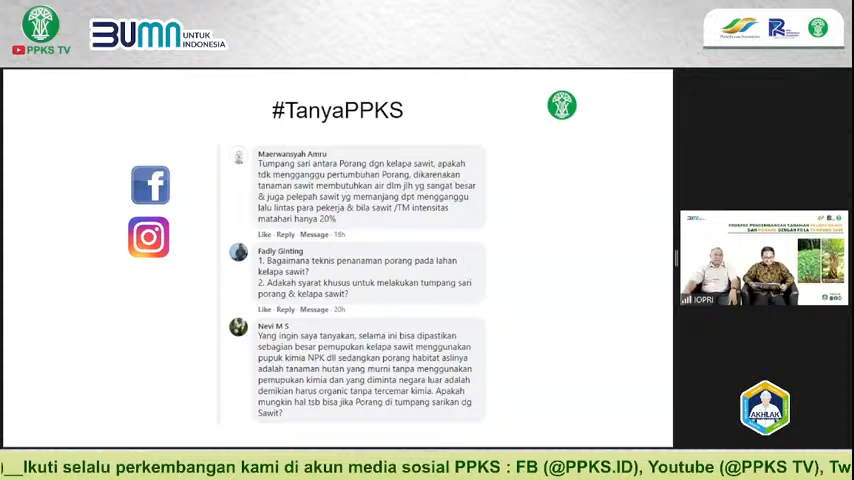 PPKS TV
BUMN
UNTUK
INDONESIA
#TanyaPPKS
Maerwansyah Amru
Tumpang sari antara Porang dgn kelapa sawit, apakah
tdk mengganggu pertumbuhan Porang, dikarenakan
tanaman sawit membutuhkan air dlm jlh yg sangat besar
& juga pelepah sawit yg memanjang dpt mengganggu
lalu lintas para pekerja & bila sawit /TM intensitas
matahari hanya 20%
Like · Reply · Message · 18h
Fadly Ginting
1. Bagaimana teknis penanaman porang pada lahan
kelapa sawit?
2. Adakah syarat khusus untuk melakukan tumpang sari
porang & kelapa sawit?
Like · Reply · Message · 20h
Nevi M S
Yang ingin saya tanyakan, selama ini bisa dipastikan
sebagian besar pemupukan kelapa sawit menggunakan
pupuk kimia NPK dll sedangkan porang habitat aslinya
adalah tanaman hutan yang murni tanpa menggunakan
pemupukan kimia dan yang diminta negara luar adalah
demikian harus organic tanpa tercemar kimia. Apakah
mungkin hal tsb bisa jika Porang di tumpang sarikan dg
Sawit?
IOPRI
AKHLAK
)__Ikuti selalu perkembangan kami di akun media sosial PPKS : FB (@PPKS.ID), Youtube (@PPKS TV), Tw